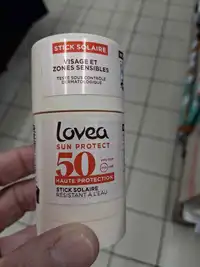 STICK SOLAIRE
VISAGE ET
ZONES SENSIBLES
TESTÉ SOUS CONTRÔLE
DERMATOLOGIQUE
lovea
SUN PROTECT
50
HAUTE PROTECTION
STICK SOLAIRE
RÉSISTANT À L'EAU